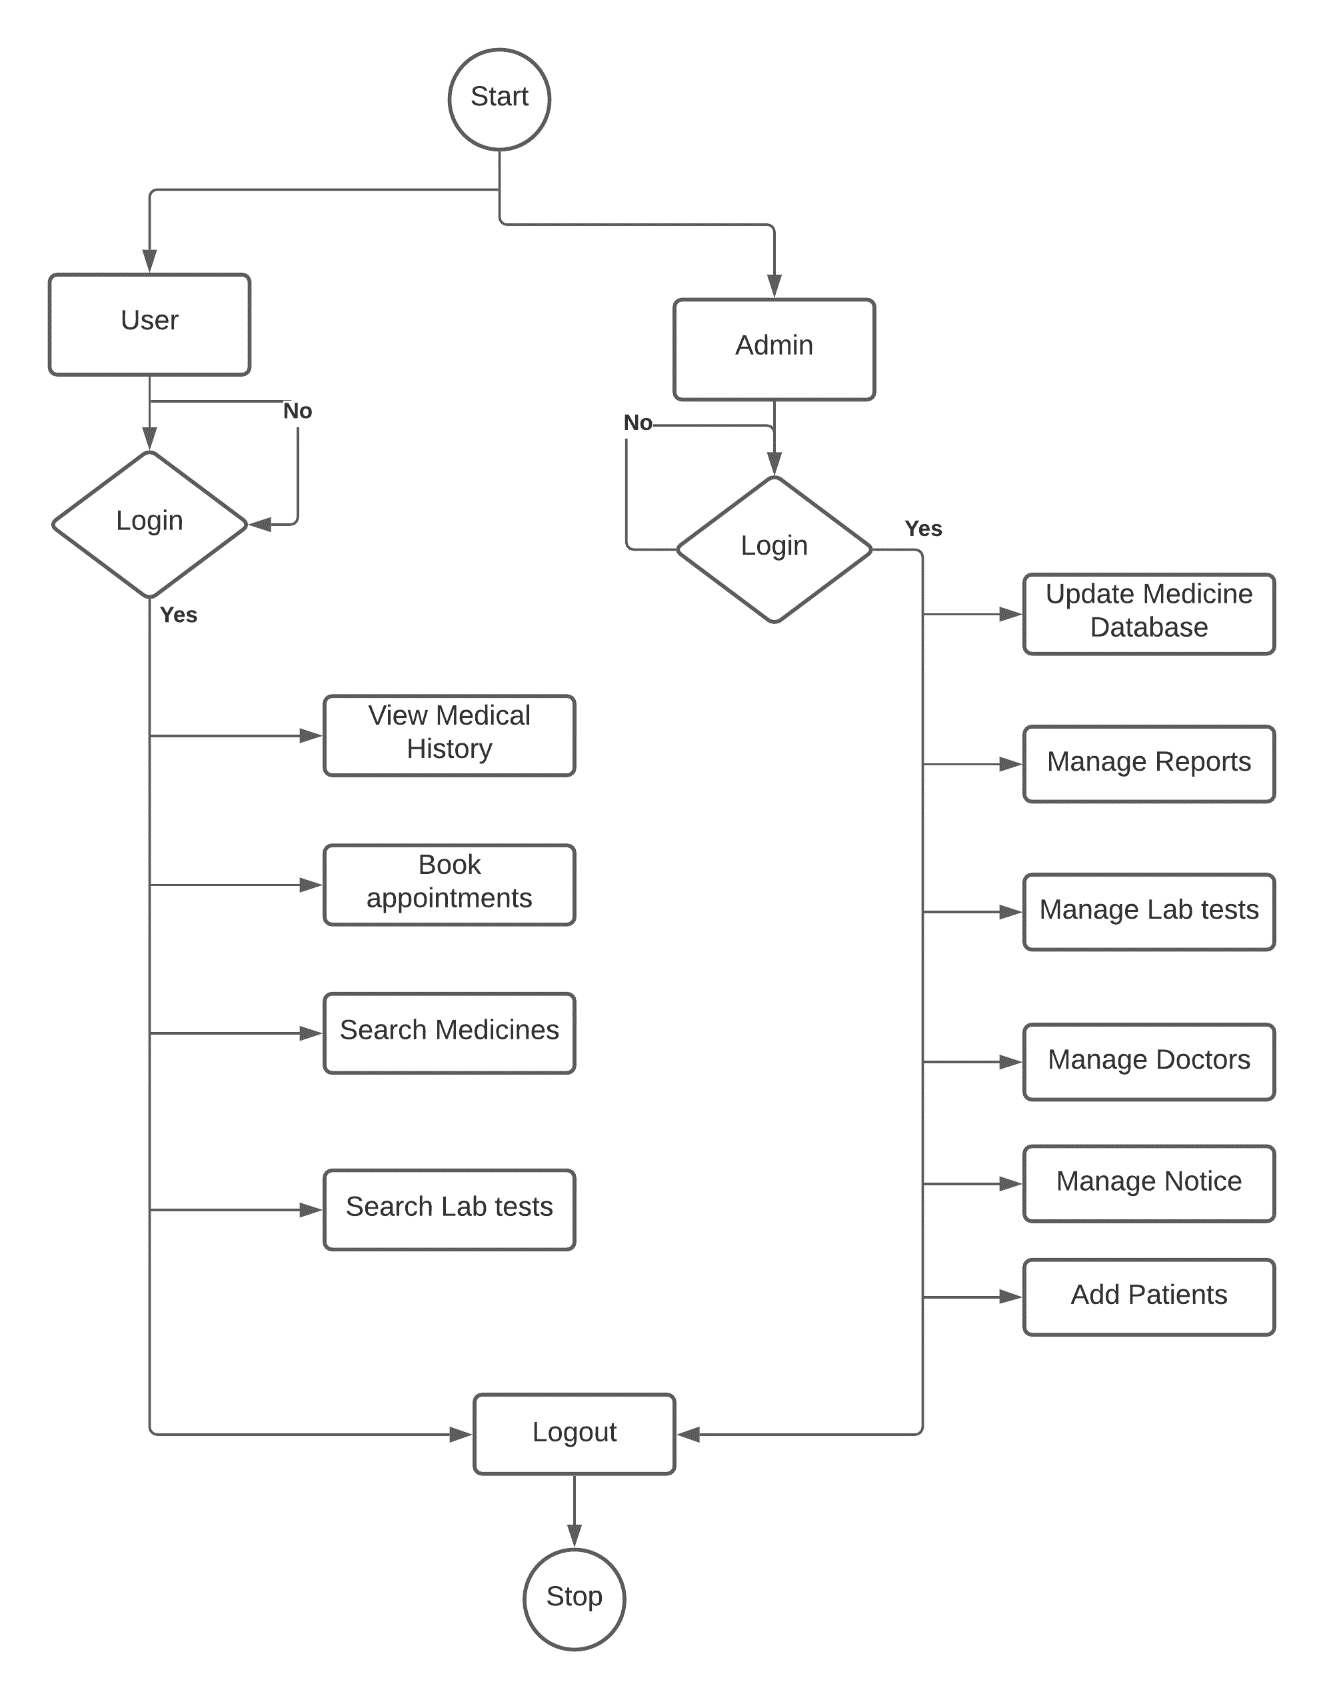 Start
User
Admin
No
No
Login
Login
Yes
Yes
Update Medicine
Database
View Medical
History
Manage Reports
Book
appointments
Manage Lab tests
Search Medicines
Manage Doctors
Manage Notice
Search Lab tests
Add Patients
Logout
Stop